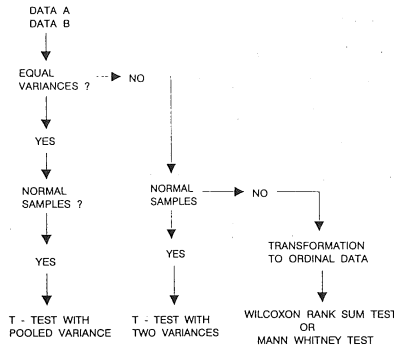 DATA A
DATA B
EQUAL
VARIANCES ?
NO
YES
NORMAL
SAMPLES ?
NORMAL
SAMPLES
NO
YES
YES
TRANSFORMATION
TO ORDINAL DATA
T - TEST WITH
POOLED VARIANCE
T - TEST WITH
TWO VARIANCES
WILCOXON RANK SUM TEST
OR
MANN WHITNEY TEST